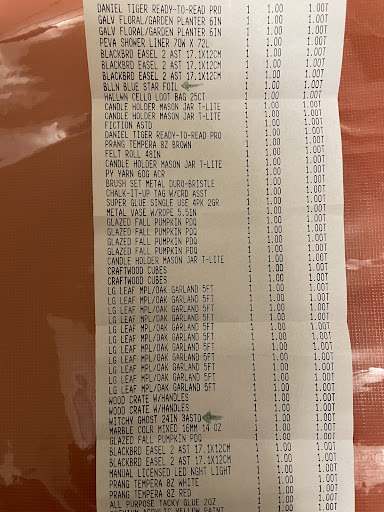 DANIEL TIGER READY-TO-READ PRO 1 1.00 1.00T
GALV FLORAL/GARDEN PLANTER 6IN 1 1.00 1.00T
GALV FLORAL/GARDEN PLANTER 6IN 1 1.00 1.00T
PEVA SHOWER LINER 70W X 72L 1 1.00 1.00T
BLACKBRD EASEL 2 AST 17.1X12CM 1 1.00 1.00T
BLACKBRD EASEL 2 AST 17.1X12CM 1 1.00 1.00T
BLACKBRD EASEL 2 AST 17.1X12CM 1 1.00 1.00T
BLLN BLUE STAR FOIL 1 1.00 1.00T
HALLWN CELLO LOOT BAG 25CT 1 1.00 1.00T
CANDLE HOLDER MASON JAR T-LITE 1 1.00 1.00T
CANDLE HOLDER MASON JAR T-LITE 1 1.00 1.00T
FICTION ASTD 1 1.00 1.00T
DANIEL TIGER READY-TO-READ PRO 1 1.00 1.00T
PRANG TEMPERA 8Z BROWN 1 1.00 1.00T
FELT ROLL 48IN 1 1.00 1.00T
CANDLE HOLDER MASON JAR T-LITE 1 1.00 1.00T
PY YARN 60G ACR 1 1.00 1.00T
BRUSH SET METAL DURO-BRISTLE 1 1.00 1.00T
CHALK-IT-UP TAG W/CRD ASST 1 1.00 1.00T
SUPER GLUE SINGLE USE 4PK 2GR 1 1.00 1.00T
METAL VASE W/ROPE 5.5IN 1 1.00 1.00T
GLAZED FALL PUMPKIN PDQ 1 1.00 1.00T
GLAZED FALL PUMPKIN PDQ 1 1.00 1.00T
GLAZED FALL PUMPKIN PDQ 1 1.00 1.00T
GLAZED FALL PUMPKIN PDQ 1 1.00 1.00T
CANDLE HOLDER MASON JAR T-LITE 1 1.00 1.00T
CRAFTWOOD CUBES 1 1.00 1.00T
CRAFTWOOD CUBES 1 1.00 1.00T
LG LEAF MPL/OAK GARLAND 5FT 1 1.00 1.00T
LG LEAF MPL/OAK GARLAND 5FT 1 1.00 1.00T
LG LEAF MPL/OAK GARLAND 5FT 1 1.00 1.00T
LG LEAF MPL/OAK GARLAND 5FT 1 1.00 1.00T
LG LEAF MPL/OAK GARLAND 5FT 1 1.00 1.00T
LG LEAF MPL/OAK GARLAND 5FT 1 1.00 1.00T
LG LEAF MPL/OAK GARLAND 5FT 1 1.00 1.00T
LG LEAF MPL/OAK GARLAND 5FT 1 1.00 1.00T
LG LEAF MPL/OAK GARLAND 5FT 1 1.00 1.00T
LG LEAF MPL/OAK GARLAND 5FT 1 1.00 1.00T
LG LEAF MPL/OAK GARLAND 5FT 1 1.00 1.00T
WOOD CRATE W/HANDLES 1 1.00 1.00T
WOOD CRATE W/HANDLES 1 1.00 1.00T
WITCHY GHOST 24IN 3ASTD 1 1.00 1.00T
MARBLE COLR MIXED 16MM 14 OZ 1 1.00 1.00T
GLAZED FALL PUMPKIN PDQ 1 1.00 1.00T
BLACKBRD EASEL 2 AST 17.1X12CM 1 1.00 1.00T
BLACKBRD EASEL 2 AST 17.1X12CM 1 1.00 1.00T
MANUAL LICENSED LED NGHT LIGHT 1 1.00 1.00T
PRANG TEMPERA 8Z WHITE 1 1.00 1.00T
PRANG TEMPERA 8Z RED 1 1.00 1.00T
ALL PURPOSE TACKY GLUE 2OZ 1 1.00 1.00T
PREMIUM ACRYLIC YELLOW PAINT 1 1.00 1.00T